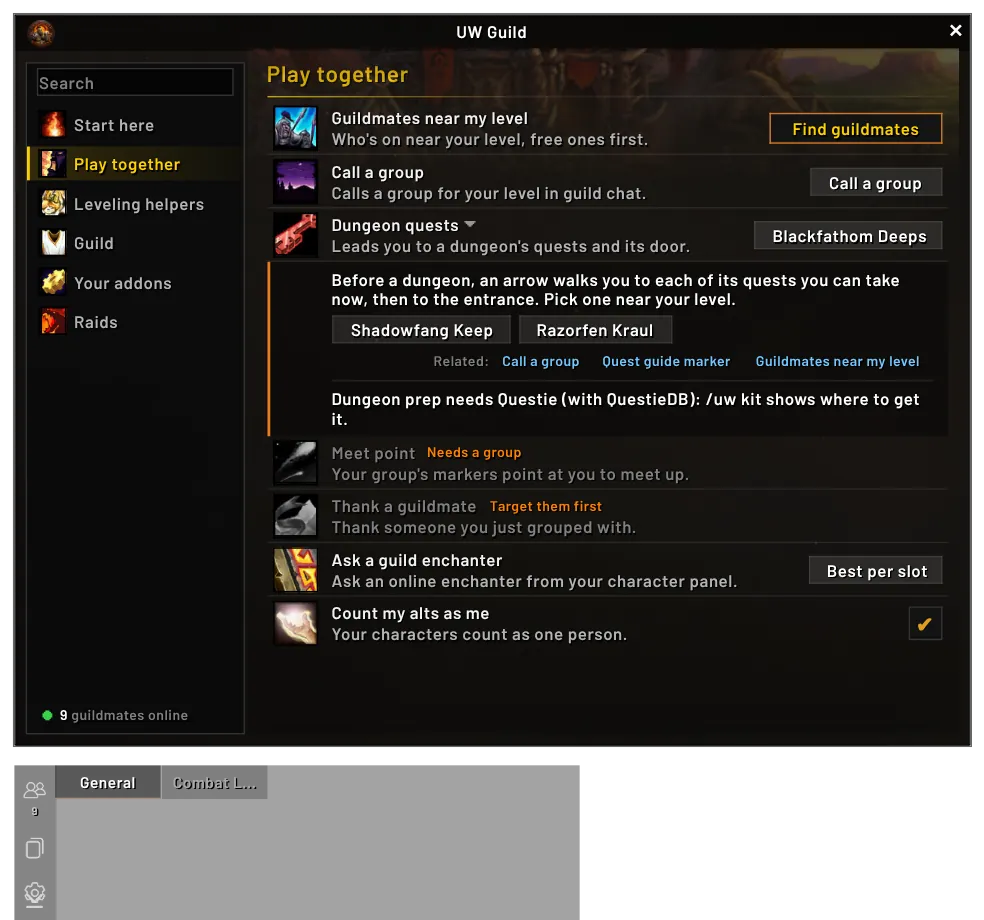 UW Guild
Search
Start here
Play together
Leveling helpers
Guild
Your addons
Raids
9 guildmates online
Play together
Guildmates near my level
Who's on near your level, free ones first.
Find guildmates
Call a group
Calls a group for your level in guild chat.
Call a group
Dungeon quests
Leads you to a dungeon's quests and its door.
Blackfathom Deeps
Before a dungeon, an arrow walks you to each of its quests you can take
now, then to the entrance. Pick one near your level.
Shadowfang Keep
Razorfen Kraul
Related: Call a group Quest guide marker Guildmates near my level
Dungeon prep needs Questie (with QuestieDB): /uw kit shows where to get
it.
Meet point Needs a group
Your group's markers point at you to meet up.
Thank a guildmate Target them first
Thank someone you just grouped with.
Ask a guild enchanter
Ask an online enchanter from your character panel.
Best per slot
Count my alts as me
Your characters count as one person.
General
Combat L...
9